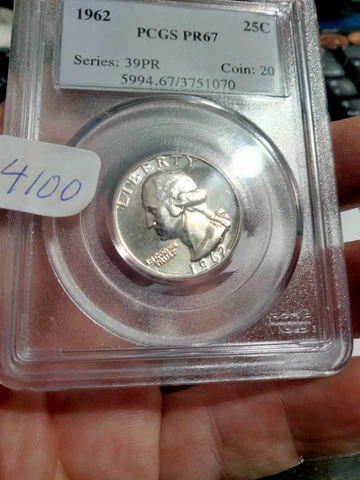 1962 25C
PCGS PR67
Series: 39PR Coin: 20
5994.67/3751070
4100
LIBERTY
IN GOD WE
TRUST
1962